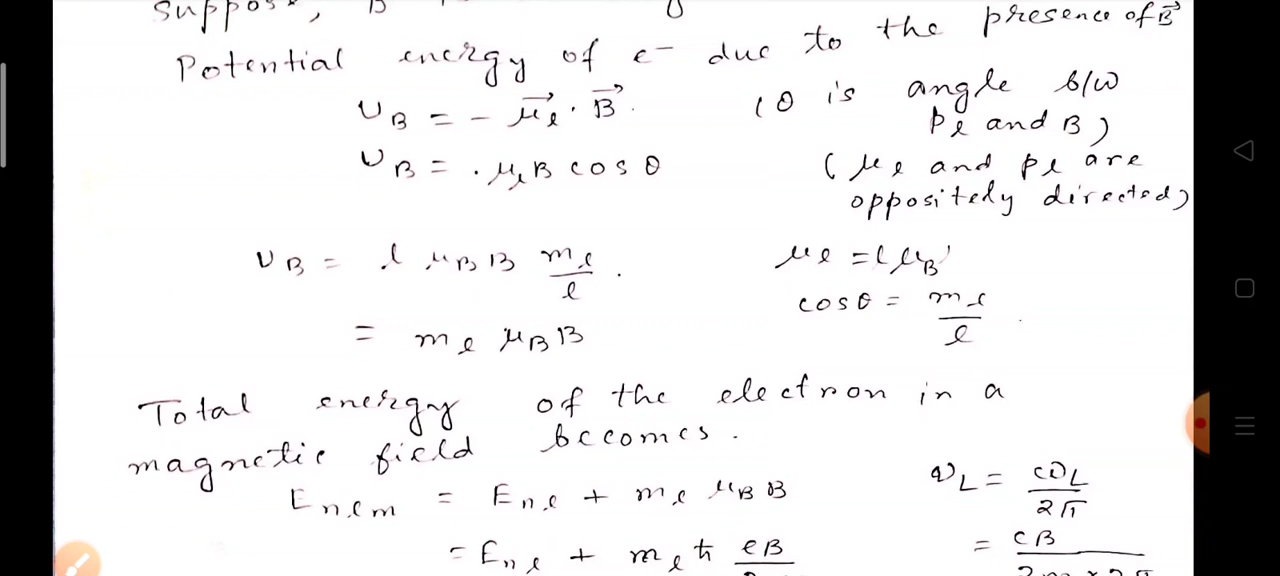 suppose, B
Potential energy of e⁻ due to the presence of B⃗
U_B = - μ⃗_l · B⃗. (θ is angle b/w
p_l and B)
U_B = . μ_l B cos θ (μ_l and p_l are
oppositely directed)
U_B = l μ_B B m_l/l . μ_l = l μ_B
= m_l μ_B B cosθ = m_l/l .
Total energy of the electron in a
magnetic field becomes.
E_nlm = E_nl + m_l μ_B B ν_L = ω_L/2π
= E_nl + m_l ħ eB = eB